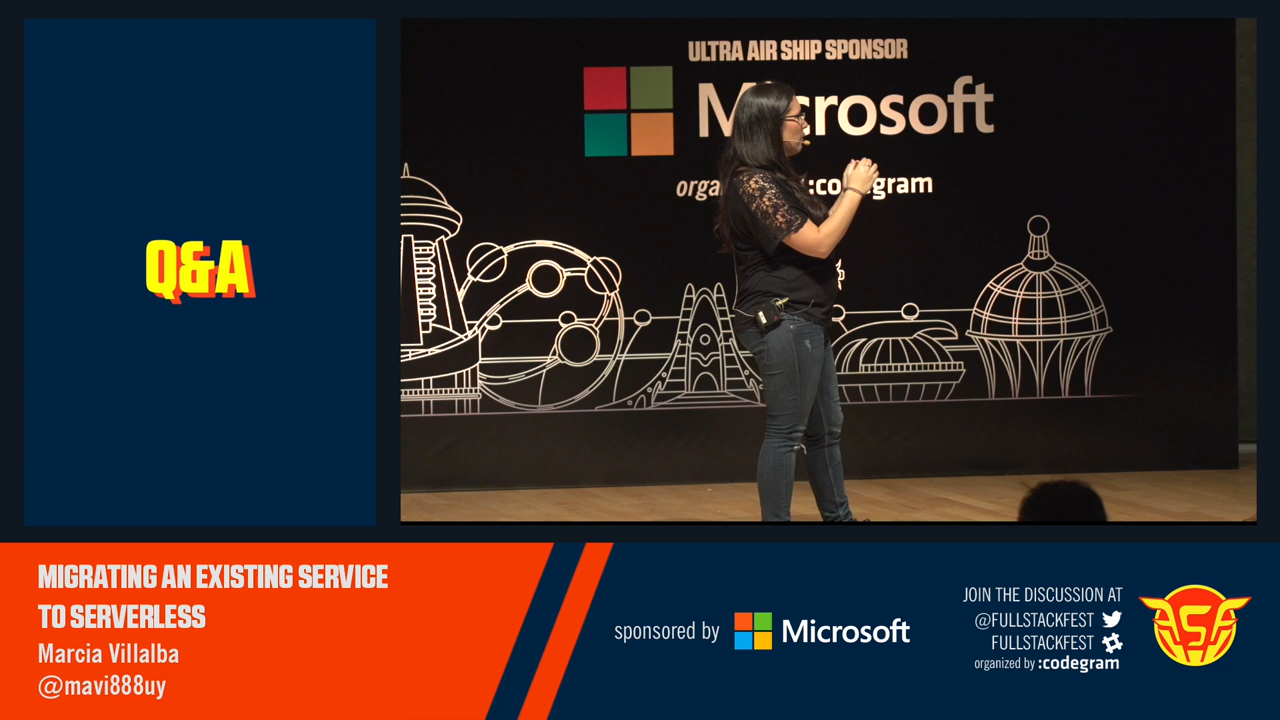 Q&A
ULTRA AIR SHIP SPONSOR
Microsoft
:codegram
MIGRATING AN EXISTING SERVICE
TO SERVERLESS
Marcia Villalba
@mavi888uy
sponsored by Microsoft
JOIN THE DISCUSSION AT
@FULLSTACKFEST
FULLSTACKFEST
organized by :codegram
FSF